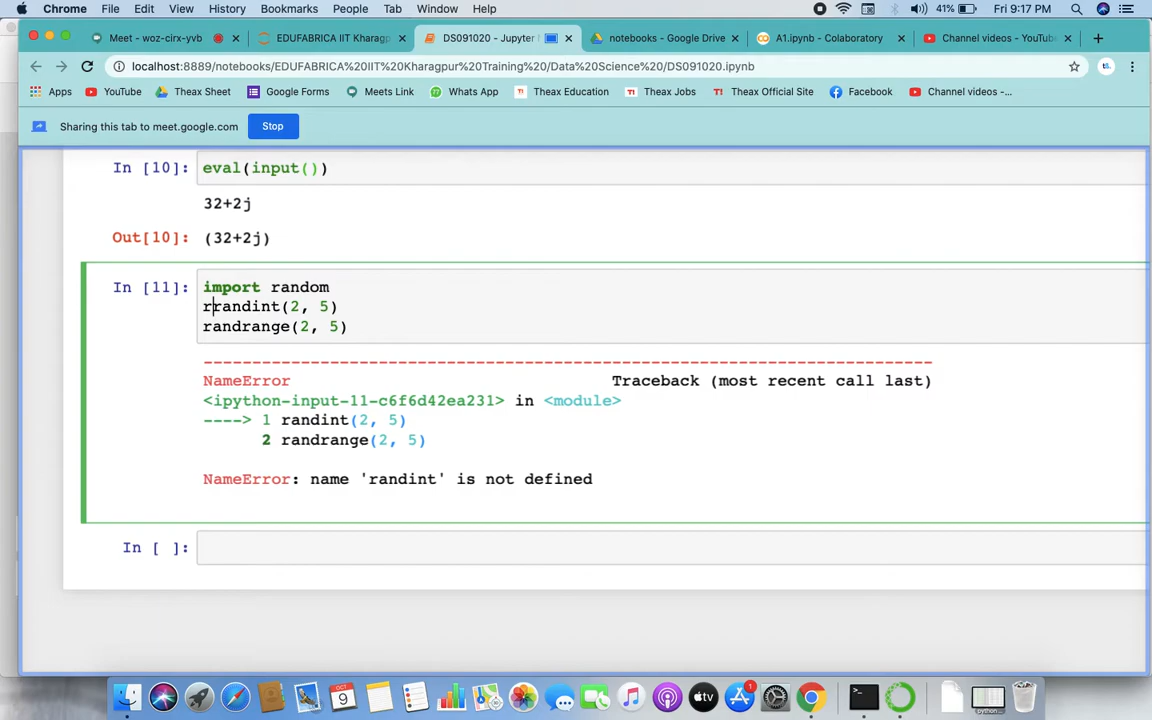 Chrome File Edit View History Bookmarks People Tab Window Help 41% Fri 9:17 PM
Meet - woz-cirx-yvb EDUFABRICA IIT Kharagp DS091020 - Jupyter notebooks - Google Drive A1.ipynb - Colaboratory Channel videos - YouTub
localhost:8889/notebooks/EDUFABRICA%20IIT%20Kharagpur%20Training%20/Data%20Science%20/DS091020.ipynb
Apps YouTube Theax Sheet Google Forms Meets Link Whats App Theax Education Theax Jobs Theax Official Site Facebook Channel videos -...
Sharing this tab to meet.google.com Stop
In [10]: eval(input())
32+2j
Out[10]: (32+2j)
In [11]: import random
rrandint(2, 5)
randrange(2, 5)
NameError Traceback (most recent call last)
<ipython-input-11-c6f6d42ea231> in <module>
----> 1 randint(2, 5)
2 randrange(2, 5)
NameError: name 'randint' is not defined
In [ ]: